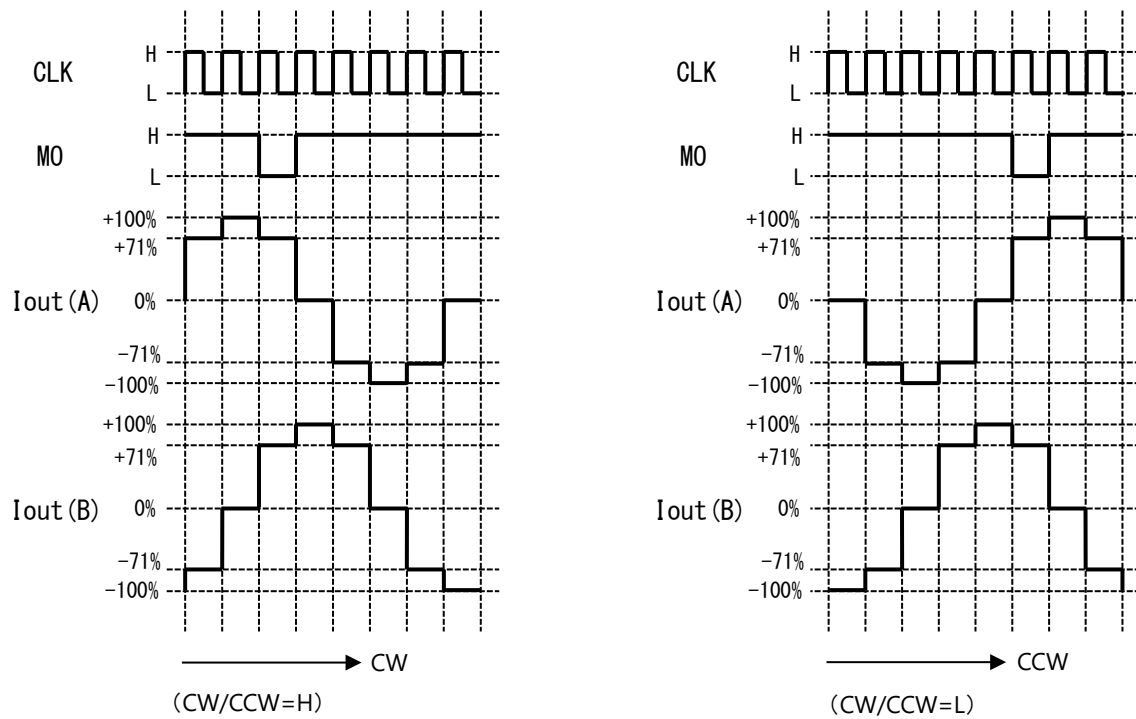 CLK
H
L
MO
H
L
Iout(A)
+100%
+71%
0%
-71%
-100%
Iout(B)
+100%
+71%
0%
-71%
-100%
CW
(CW/CCW=H)
CLK
H
L
MO
H
L
Iout(A)
+100%
+71%
0%
-71%
-100%
Iout(B)
+100%
+71%
0%
-71%
-100%
CCW
(CW/CCW=L)